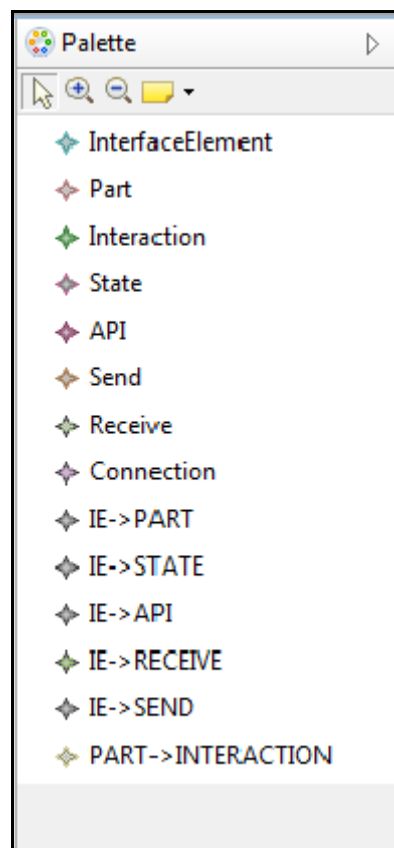 Palette
InterfaceElement
Part
Interaction
State
API
Send
Receive
Connection
IE->PART
IE->STATE
IE->API
IE->RECEIVE
IE->SEND
PART->INTERACTION